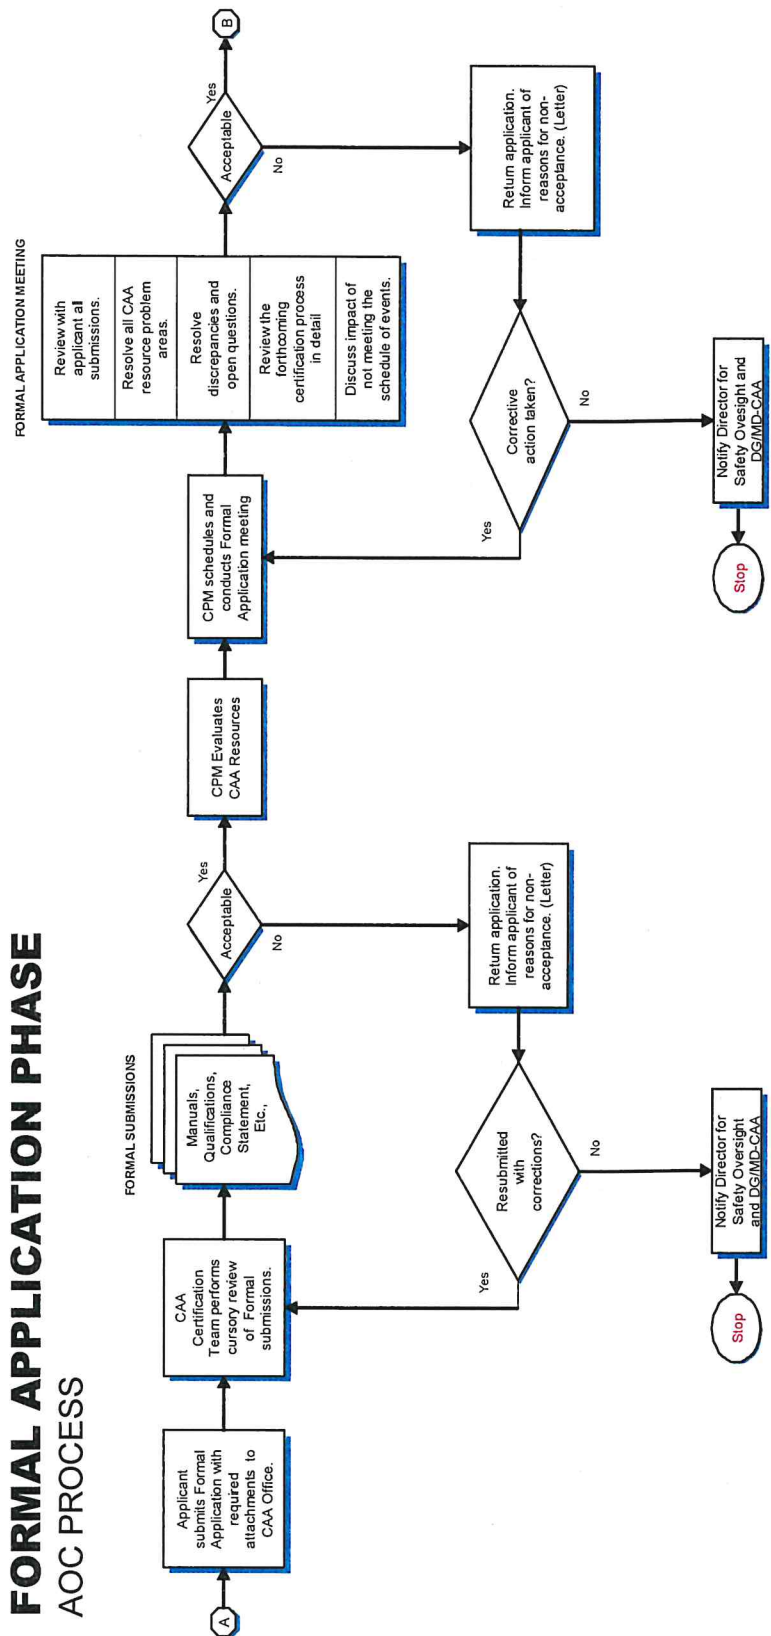 FORMAL APPLICATION PHASE
AOC PROCESS
A
Applicant
submits Formal
Application with
required
attachments to
CAA Office.
CAA
Certification
Team performs
cursory review
of Formal
submissions.
FORMAL SUBMISSIONS
Manuals,
Qualifications,
Compliance
Statement,
Etc.,
Acceptable
Yes
No
CPM Evaluates
CAA Resources
CPM schedules and
conducts Formal
Application meeting
FORMAL APPLICATION MEETING
Review with
applicant all
submissions.
Resolve all CAA
resource problem
areas.
Resolve
discrepancies and
open questions.
Review the
forthcoming
certification process
in detail
Discuss impact of
not meeting the
schedule of events.
Acceptable
Yes
No
B
Return application.
Inform applicant of
reasons for non-
acceptance. (Letter)
Resubmitted
with
corrections?
Yes
No
Notify Director for
Safety Oversight
and DG/MD-CAA
Stop
Return application.
Inform applicant of
reasons for non-
acceptance. (Letter)
Corrective
action taken?
Yes
No
Notify Director for
Safety Ovesight and
DG/MD-CAA
Stop